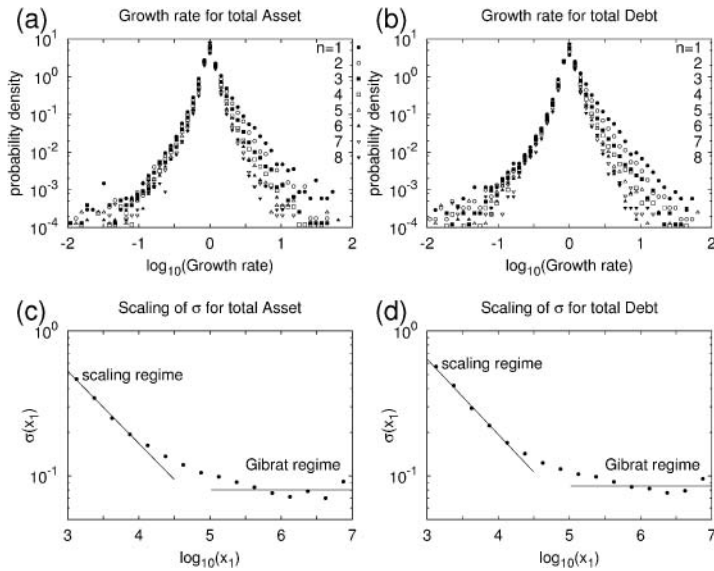 (a) Growth rate for total Asset
probability density
10^1
10^0
10^-1
10^-2
10^-3
10^-4
n=1
2
3
4
5
6
7
8
-2 -1 0 1 2
log10(Growth rate)
(b) Growth rate for total Debt
probability density
10^1
10^0
10^-1
10^-2
10^-3
10^-4
n=1
2
3
4
5
6
7
8
-2 -1 0 1 2
log10(Growth rate)
(c) Scaling of σ for total Asset
σ(x1)
10^0
10^-1
scaling regime
Gibrat regime
3 4 5 6 7
log10(x1)
(d) Scaling of σ for total Debt
σ(x1)
10^0
10^-1
scaling regime
Gibrat regime
3 4 5 6 7
log10(x1)